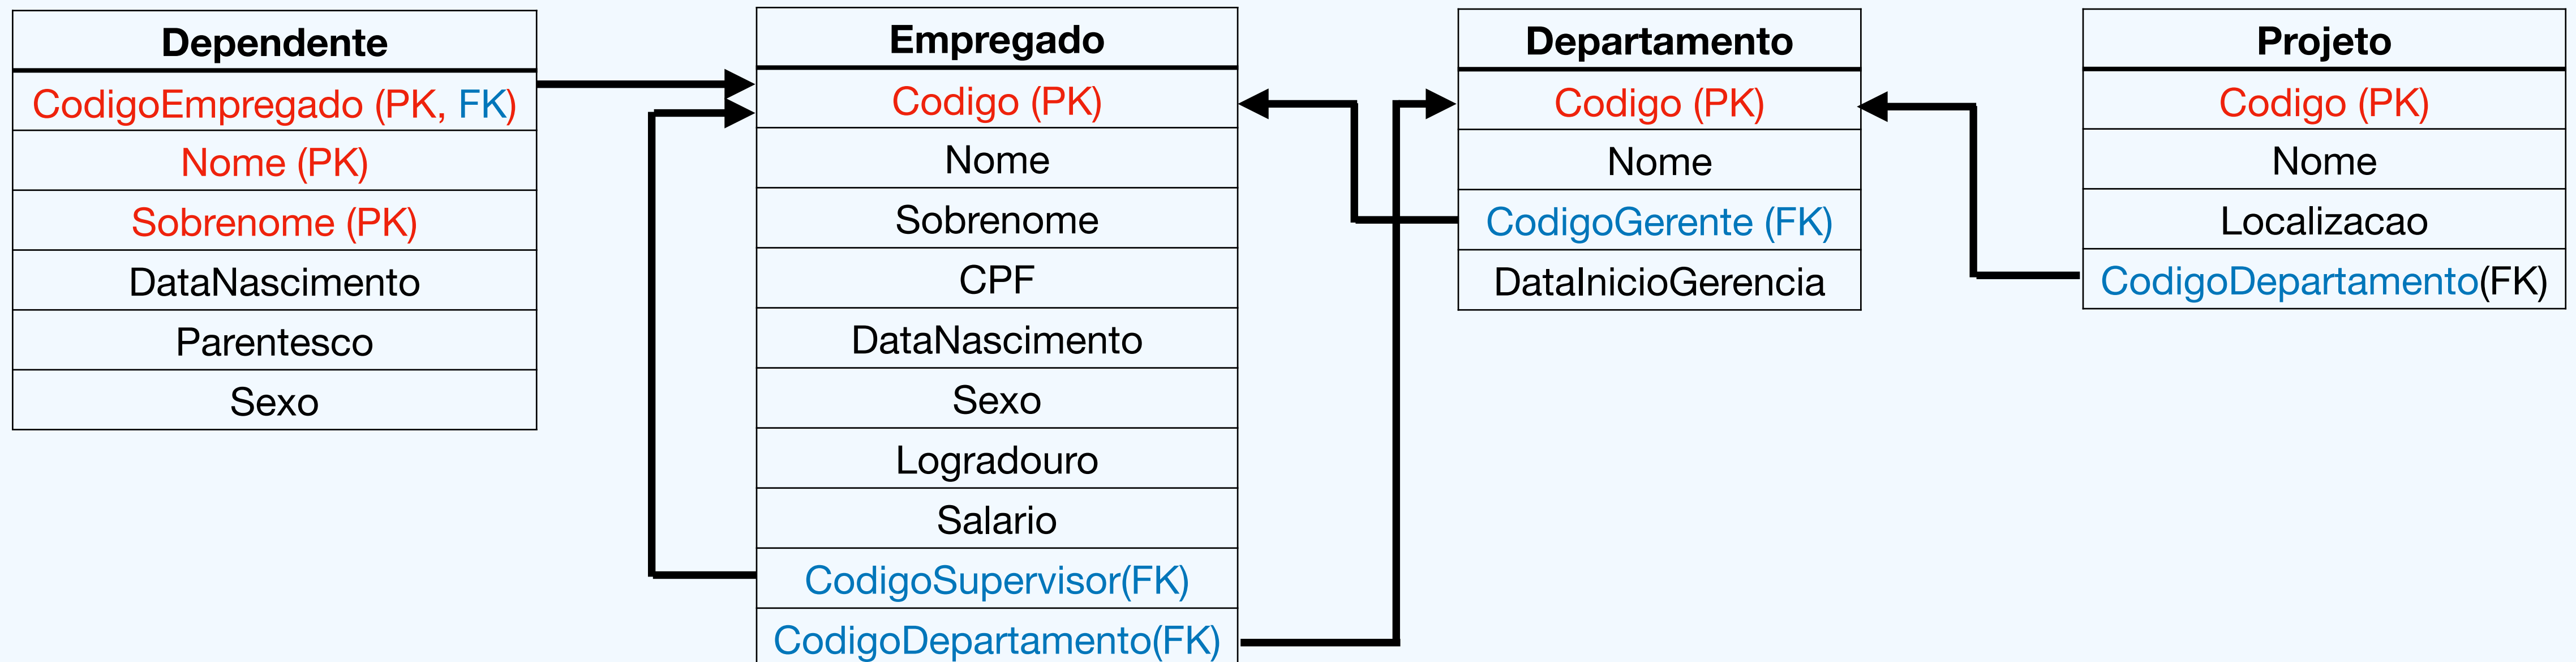 Dependente
CodigoEmpregado (PK, FK)
Nome (PK)
Sobrenome (PK)
DataNascimento
Parentesco
Sexo
Empregado
Codigo (PK)
Nome
Sobrenome
CPF
DataNascimento
Sexo
Logradouro
Salario
CodigoSupervisor(FK)
CodigoDepartamento(FK)
Departamento
Codigo (PK)
Nome
CodigoGerente (FK)
DataInicioGerencia
Projeto
Codigo (PK)
Nome
Localizacao
CodigoDepartamento(FK)